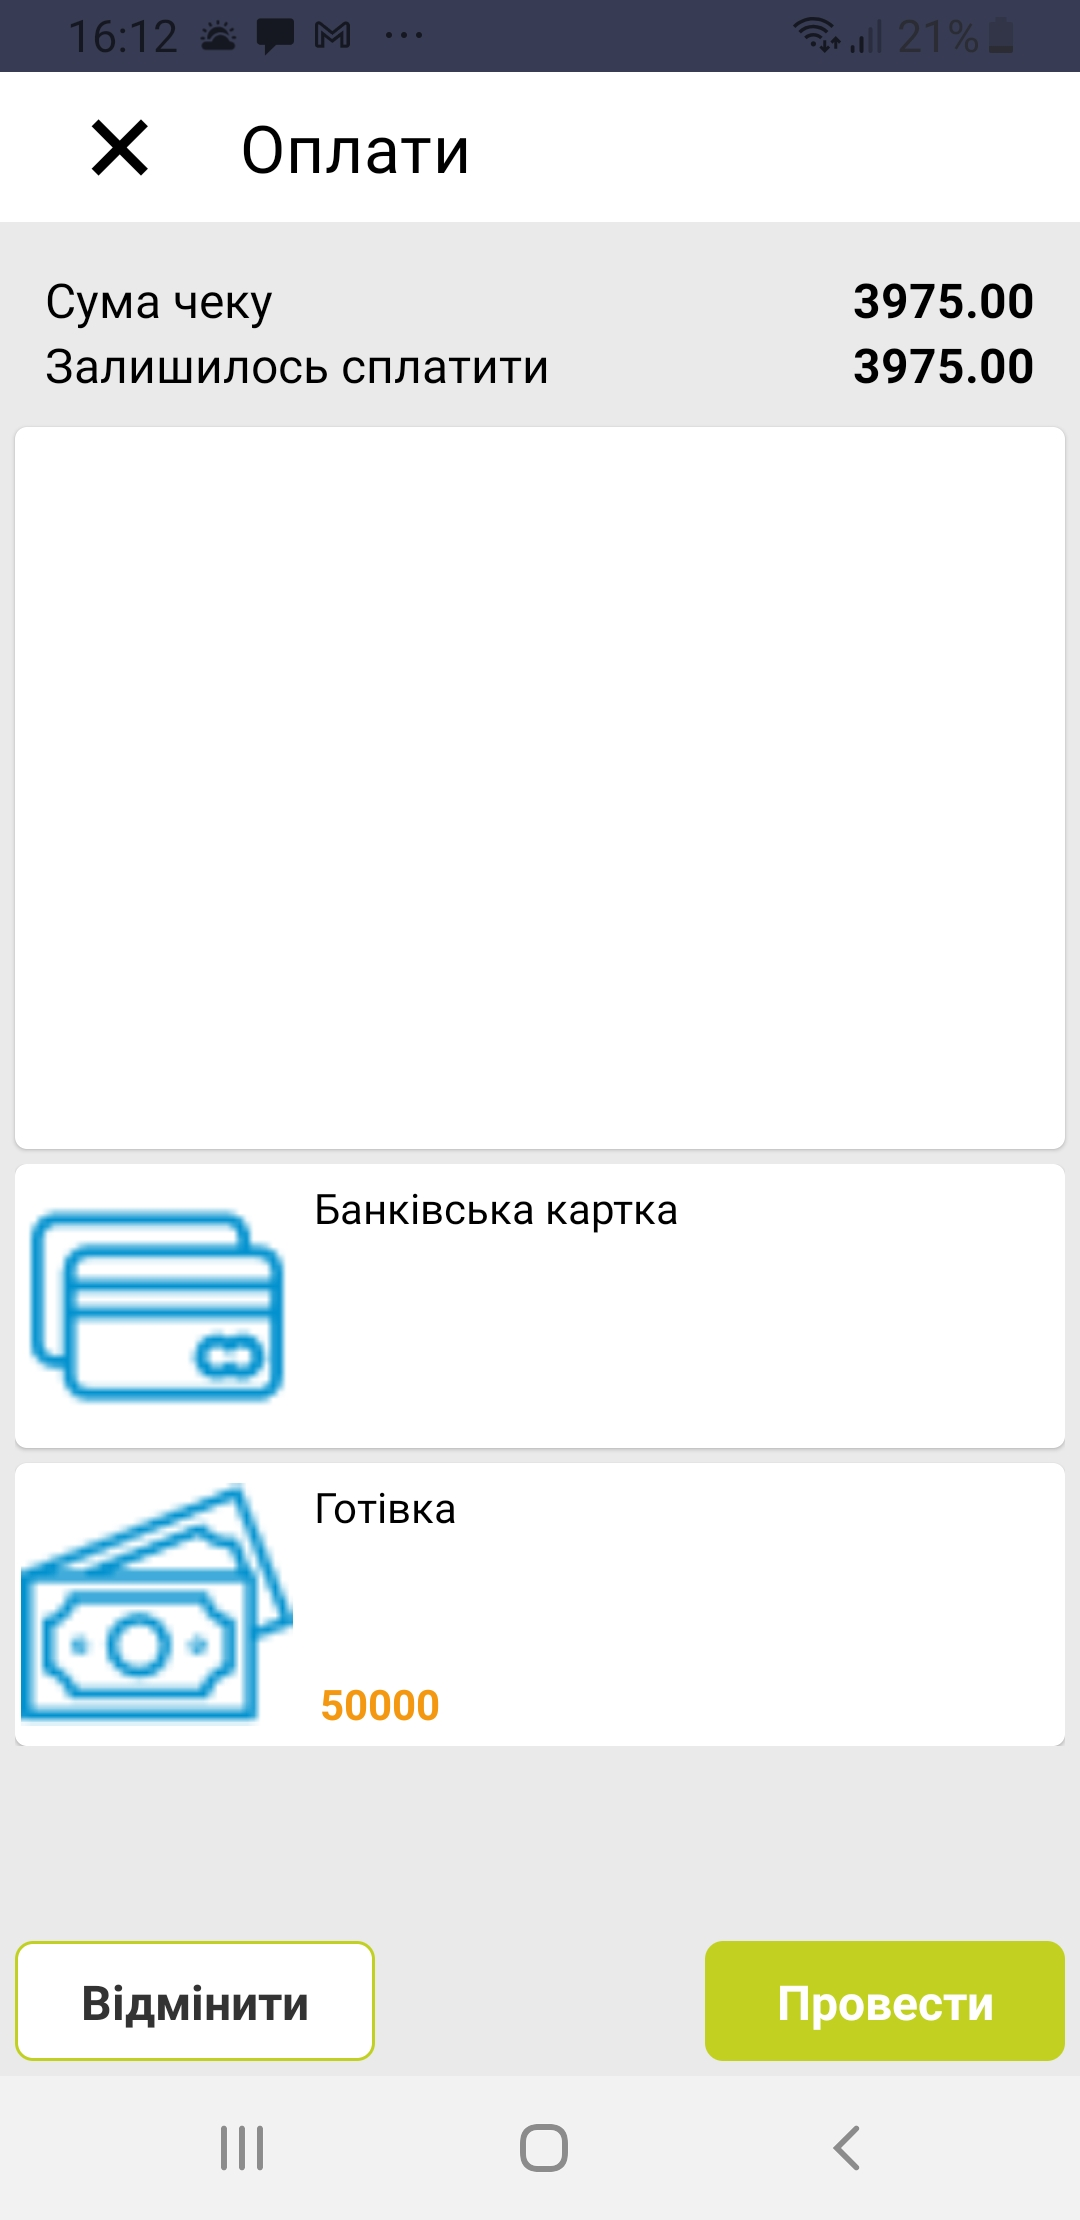 16:12 21%
Оплати
Сума чеку 3975.00
Залишилось сплатити 3975.00
Банківська картка
Готівка
50000
Відмінити Провести